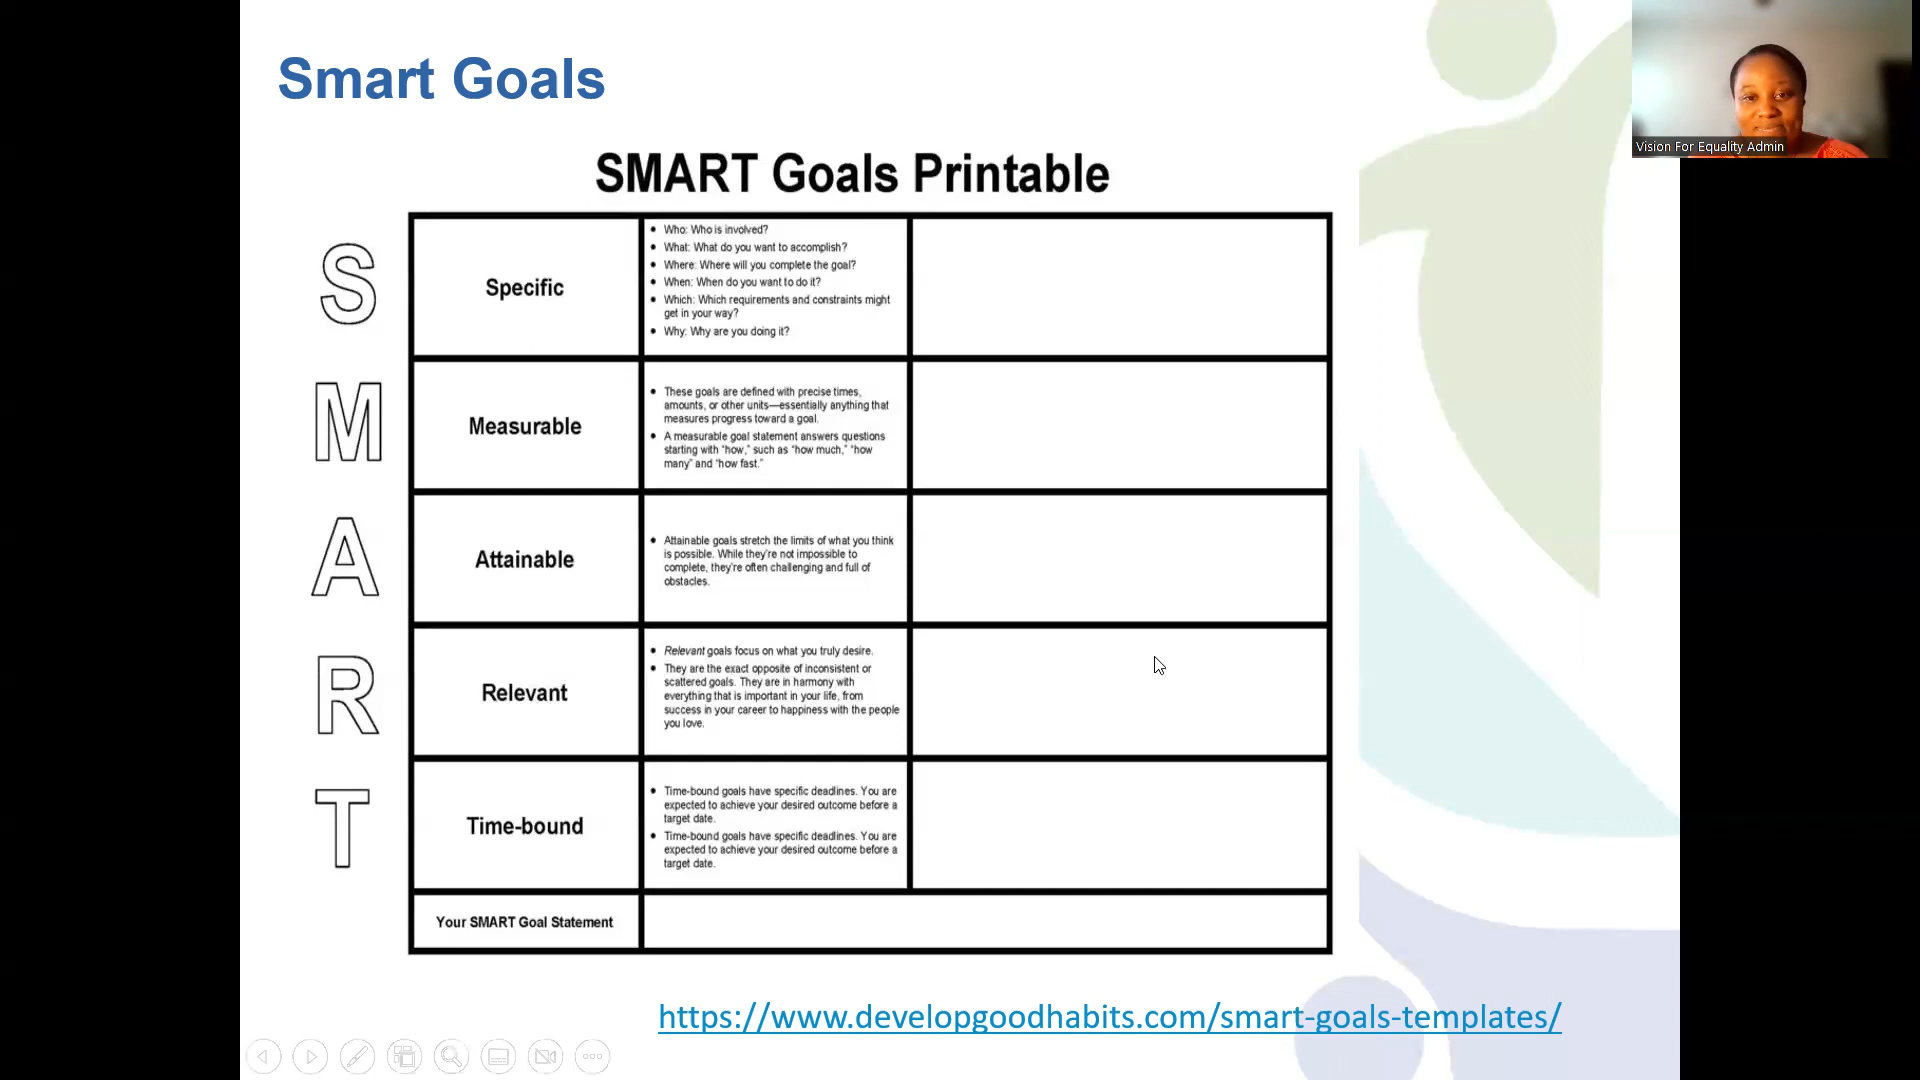 Smart Goals
Vision For Equality Admin
SMART Goals Printable
S
Specific
• Who: Who is involved?
• What: What do you want to accomplish?
• Where: Where will you complete the goal?
• When: When do you want to do it?
• Which: Which requirements and constraints might
get in your way?
• Why: Why are you doing it?
M
Measurable
• These goals are defined with precise times,
amounts, or other units—essentially anything that
measures progress toward a goal.
• A measurable goal statement answers questions
starting with “how,” such as “how much,” “how
many” and “how fast.”
A
Attainable
• Attainable goals stretch the limits of what you think
is possible. While they’re not impossible to
complete, they’re often challenging and full of
obstacles.
R
Relevant
• Relevant goals focus on what you truly desire.
• They are the exact opposite of inconsistent or
scattered goals. They are in harmony with
everything that is important in your life, from
success in your career to happiness with the people
you love.
T
Time-bound
• Time-bound goals have specific deadlines. You are
expected to achieve your desired outcome before a
target date.
• Time-bound goals have specific deadlines. You are
expected to achieve your desired outcome before a
target date.
Your SMART Goal Statement
https://www.developgoodhabits.com/smart-goals-templates/